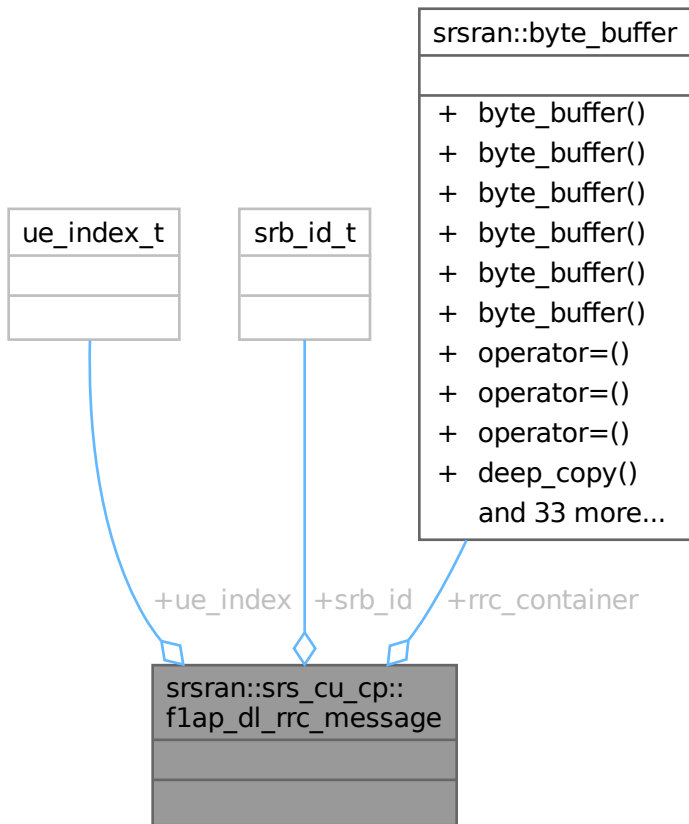 srsran::byte_buffer
+ byte_buffer()
+ byte_buffer()
+ byte_buffer()
+ byte_buffer()
+ byte_buffer()
+ byte_buffer()
+ operator=()
+ operator=()
+ operator=()
+ deep_copy()
and 33 more...
ue_index_t
srb_id_t
+ue_index
+srb_id
+rrc_container
srsran::srs_cu_cp::
f1ap_dl_rrc_message